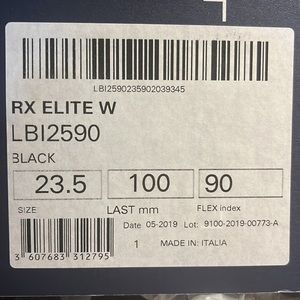 LBI2590235902039345
RX ELITE W
LBI2590
BLACK
23.5 100 90
SIZE LAST mm FLEX index
Date 05-2019 Lot: 9100-2019-00773-A
1 MADE IN: ITALIA
3 607683 312795